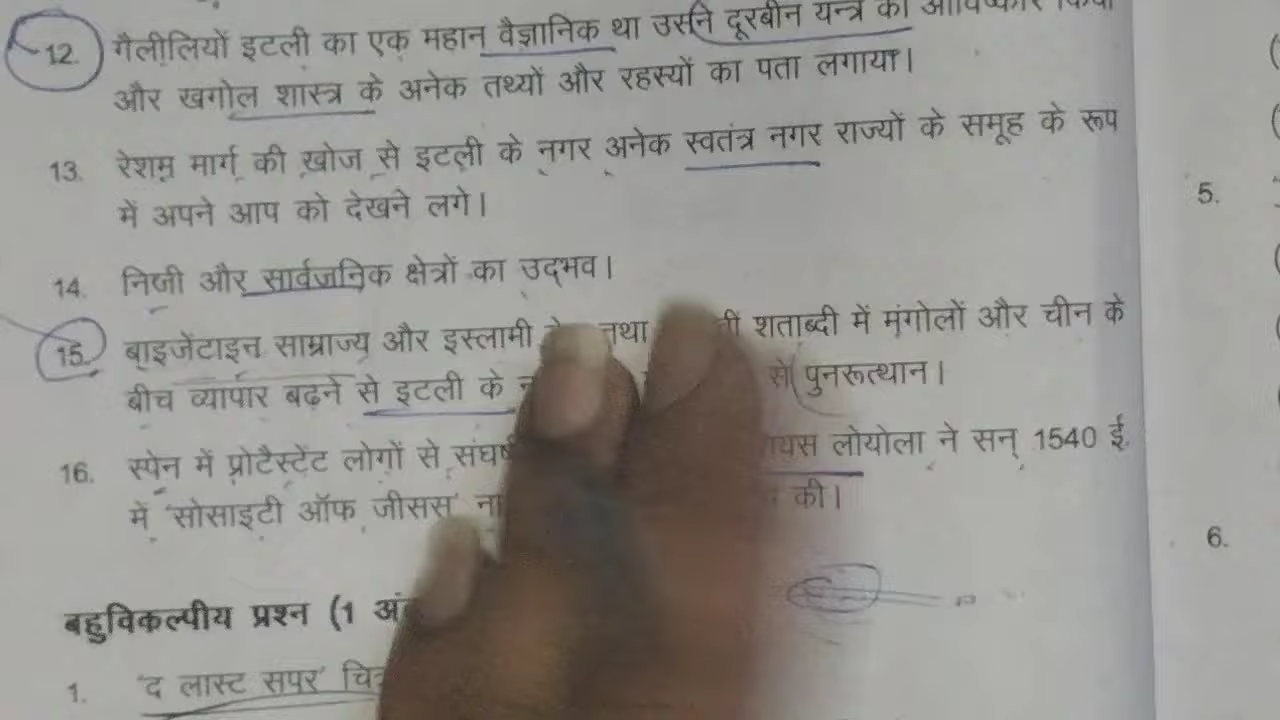 12. गैलीलियों इटली का एक महान वैज्ञानिक था उसने दूरबीन यन्त्र का आविष्कार किया
और खगोल शास्त्र के अनेक तथ्यों और रहस्यों का पता लगाया।
13. रेशम मार्ग की खोज से इटली के नगर अनेक स्वतंत्र नगर राज्यों के समूह के रूप
में अपने आप को देखने लगे।
14. निजी और सार्वजनिक क्षेत्रों का उद्भव।
15. बाइजेंटाइन साम्राज्य और इस्लामी तथा शताब्दी में मंगोलों और चीन के
बीच व्यापार बढ़ने से इटली के से पुनरूत्थान।
16. स्पेन में प्रोटैस्टेंट लोगों से लोयोला ने सन् 1540 ई.
में 'सोसाइटी ऑफ जीसस' की।
बहुविकल्पीय प्रश्न (1
1. 'द लास्ट सपर'
5.
6.